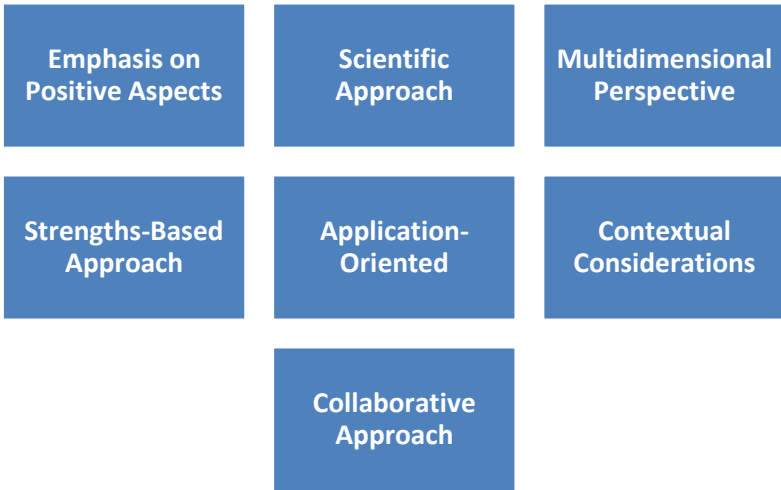 Emphasis on
Positive Aspects
Scientific
Approach
Multidimensional
Perspective
Strengths-Based
Approach
Application-
Oriented
Contextual
Considerations
Collaborative
Approach